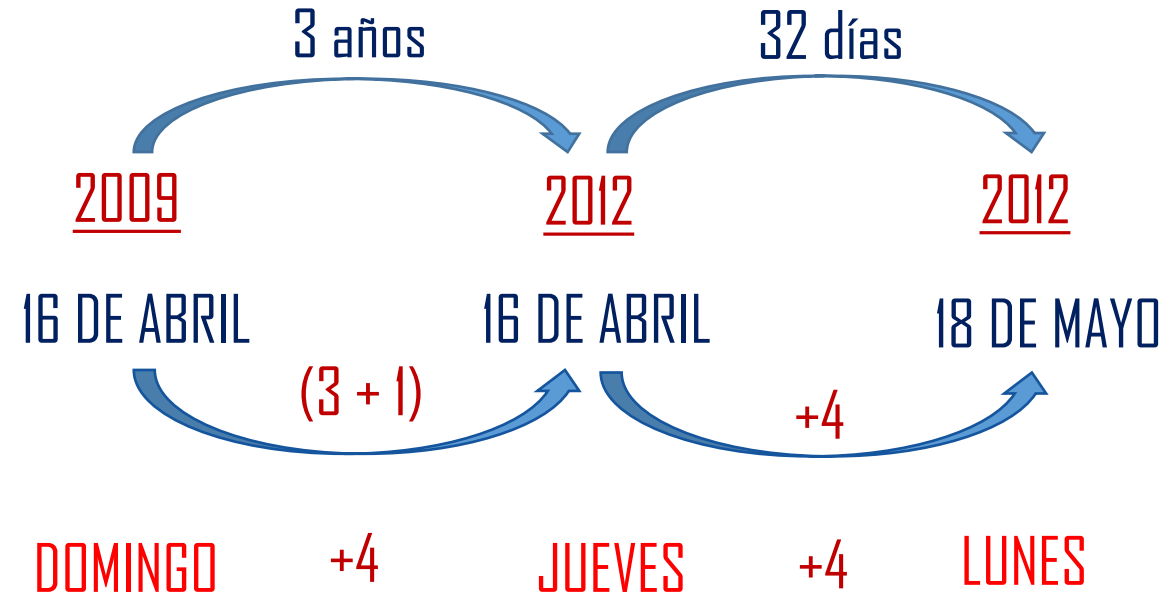 3 años
32 días
2009
2012
2012
16 DE ABRIL
16 DE ABRIL
18 DE MAYO
(3 + 1)
+4
DOMINGO
+4
JUEVES
+4
LUNES